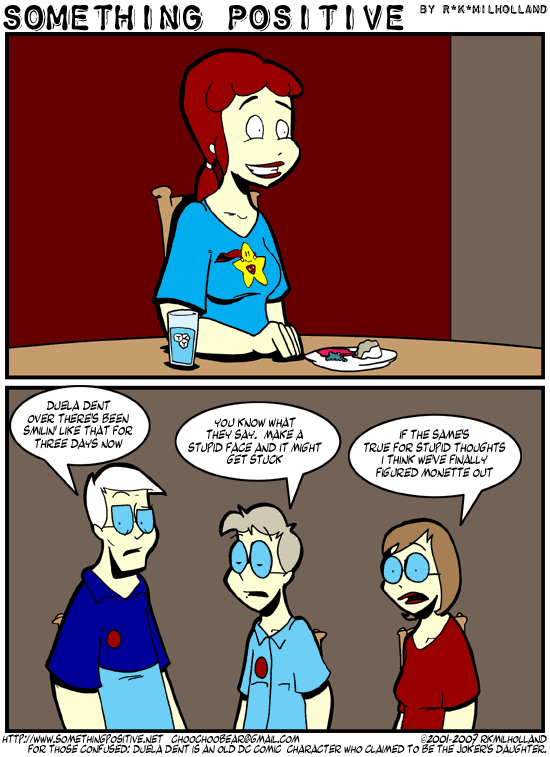 SOMETHING POSITIVE BY R*K*MILHOLLAND
DUELA DENT
OVER THERE'S BEEN
SMILIN' LIKE THAT FOR
THREE DAYS NOW
YOU KNOW WHAT
THEY SAY. MAKE A
STUPID FACE AND IT MIGHT
GET STUCK
IF THE SAME'S
TRUE FOR STUPID THOUGHTS
I THINK WE'VE FINALLY
FIGURED MONETTE OUT
HTTP://WWW.SOMETHINGPOSITIVE.NET CHOOCHOOBEAR@GMAIL.COM ©2001-2007 RKMILHOLLAND
FOR THOSE CONFUSED: DUELA DENT IS AN OLD DC COMIC CHARACTER WHO CLAIMED TO BE THE JOKER'S DAUGHTER.